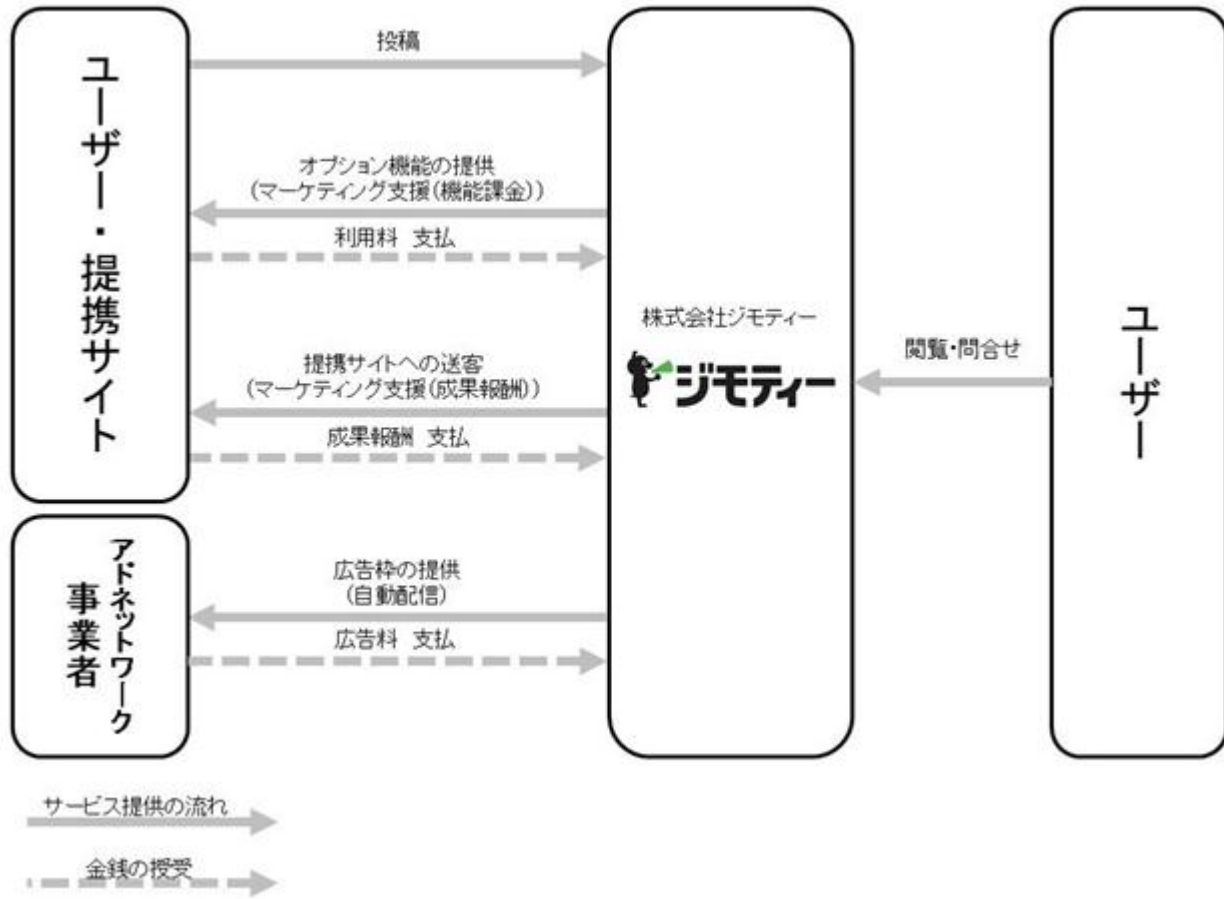 ユーザー・提携サイト
投稿
オプション機能の提供
(マーケティング支援(機能課金))
利用料 支払
提携サイトへの送客
(マーケティング支援(成果報酬))
成果報酬 支払
アドネットワーク
事業者
広告枠の提供
(自動配信)
広告料 支払
株式会社ジモティー
ジモティー
閲覧・問合せ
ユーザー
サービス提供の流れ
金銭の授受